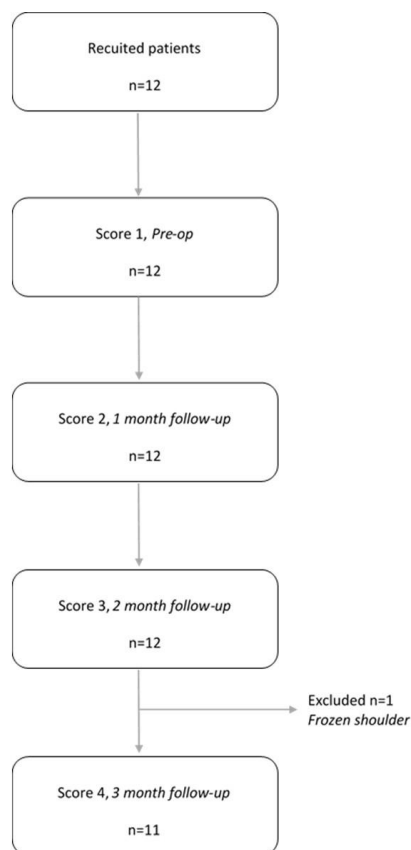 Recuited patients
n=12
Score 1, Pre-op
n=12
Score 2, 1 month follow-up
n=12
Score 3, 2 month follow-up
n=12
Excluded n=1
Frozen shoulder
Score 4, 3 month follow-up
n=11